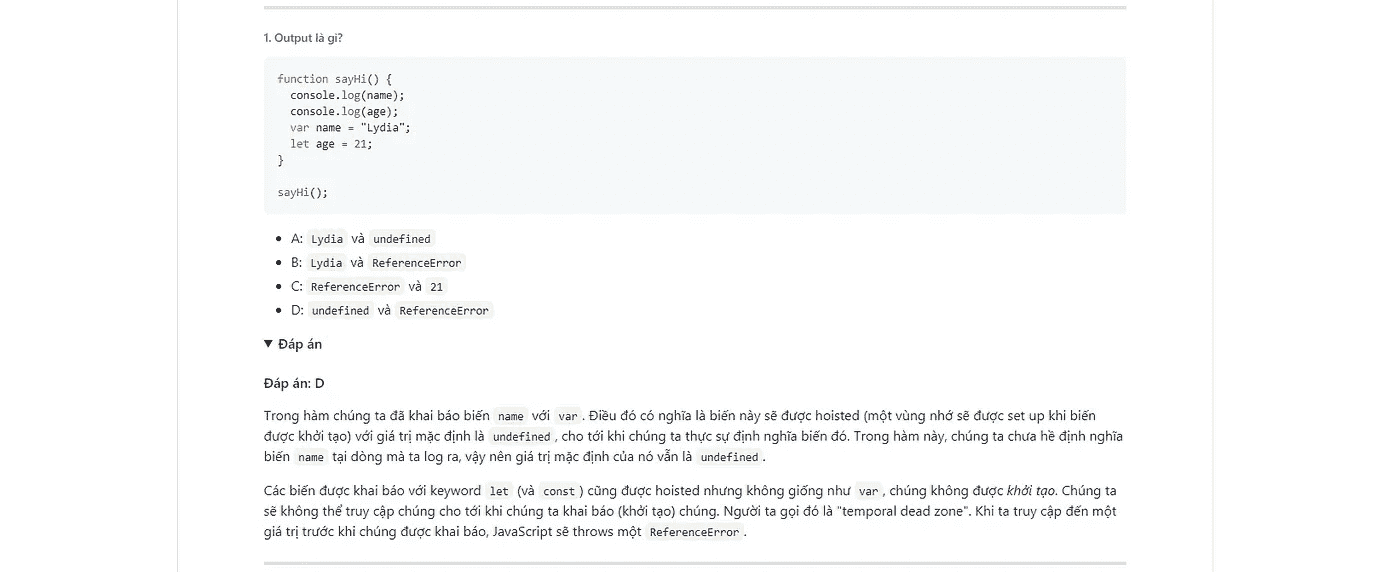 1. Output là gì?
function sayHi() {
  console.log(name);
  console.log(age);
  var name = "Lydia";
  let age = 21;
}
sayHi();
A: Lydia và undefined
B: Lydia và ReferenceError
C: ReferenceError và 21
D: undefined và ReferenceError
▼ Đáp án
Đáp án: D
Trong hàm chúng ta đã khai báo biến name với var. Điều đó có nghĩa là biến này sẽ được hoisted (một vùng nhớ sẽ được set up khi biến
được khởi tạo) với giá trị mặc định là undefined, cho tới khi chúng ta thực sự định nghĩa biến đó. Trong hàm này, chúng ta chưa hề định nghĩa
biến name tại dòng mà ta log ra, vậy nên giá trị mặc định của nó vẫn là undefined.
Các biến được khai báo với keyword let (và const) cũng được hoisted nhưng không giống như var, chúng không được khởi tạo. Chúng ta
sẽ không thể truy cập chúng cho tới khi chúng ta khai báo (khởi tạo) chúng. Người ta gọi đó là "temporal dead zone". Khi ta truy cập đến một
giá trị trước khi chúng được khai báo, JavaScript sẽ throws một ReferenceError.